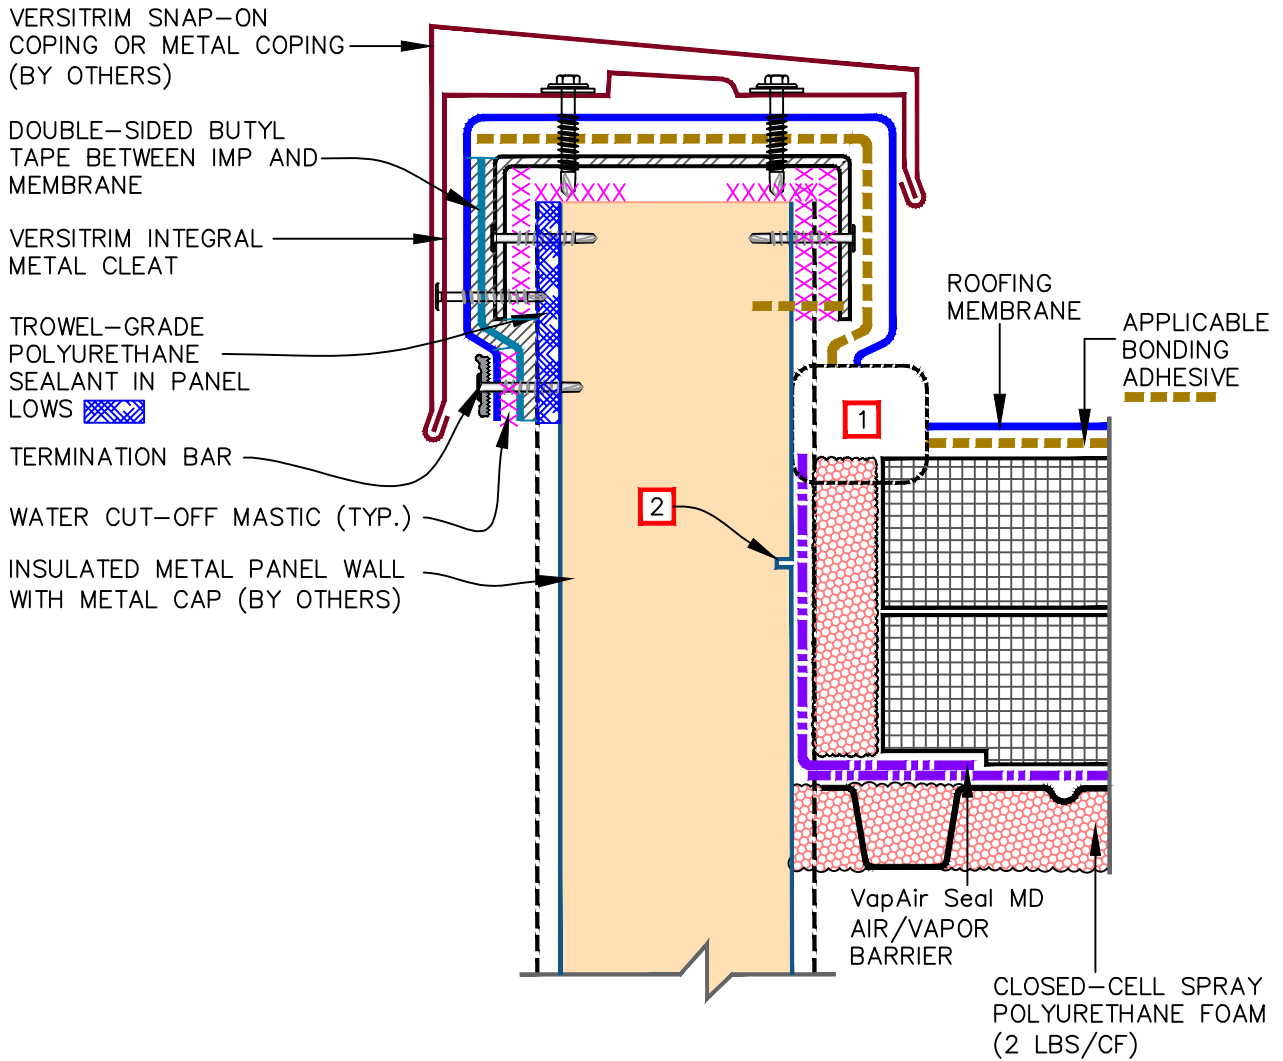 VERSITRIM SNAP-ON
COPING OR METAL COPING
(BY OTHERS)
DOUBLE-SIDED BUTYL
TAPE BETWEEN IMP AND
MEMBRANE
VERSITRIM INTEGRAL
METAL CLEAT
TROWEL-GRADE
POLYURETHANE
SEALANT IN PANEL
LOWS
TERMINATION BAR
WATER CUT-OFF MASTIC (TYP.)
INSULATED METAL PANEL WALL
WITH METAL CAP (BY OTHERS)
ROOFING
MEMBRANE
APPLICABLE
BONDING
ADHESIVE
1
2
VapAir Seal MD
AIR/VAPOR
BARRIER
CLOSED-CELL SPRAY
POLYURETHANE FOAM
(2 LBS/CF)